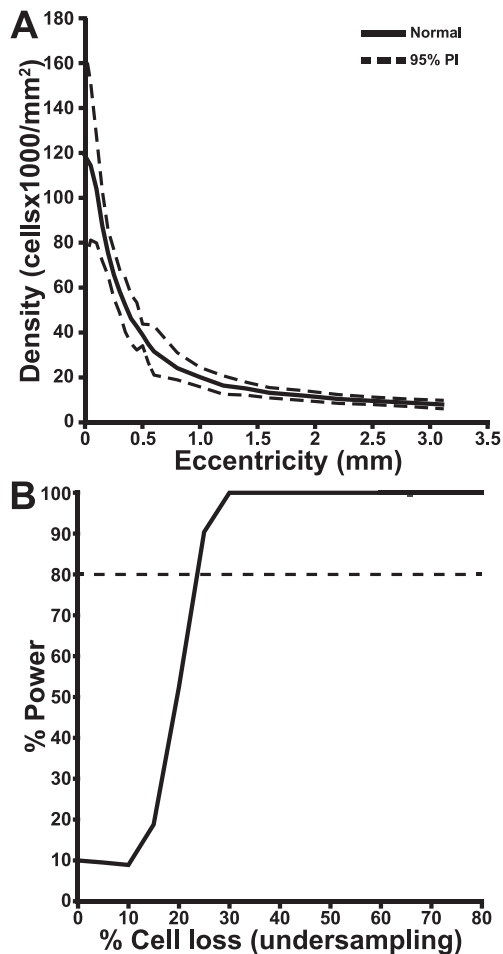 A
Density (cellsx1000/mm²)
180
160
140
120
100
80
60
40
20
0
Normal
95% PI
0 0.5 1.0 1.5 2 2.5 3.0 3.5
Eccentricity (mm)
B
% Power
100
90
80
70
60
50
40
30
20
10
0
0 10 20 30 40 50 60 70 80
% Cell loss (undersampling)